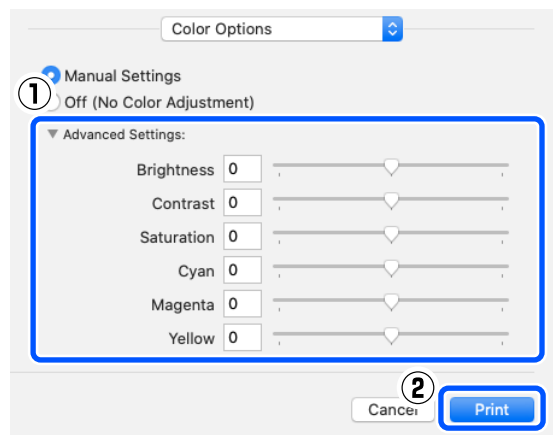 Color Options
Manual Settings
①
Off (No Color Adjustment)
Advanced Settings:
Brightness 0
Contrast 0
Saturation 0
Cyan 0
Magenta 0
Yellow 0
②
Cancel Print